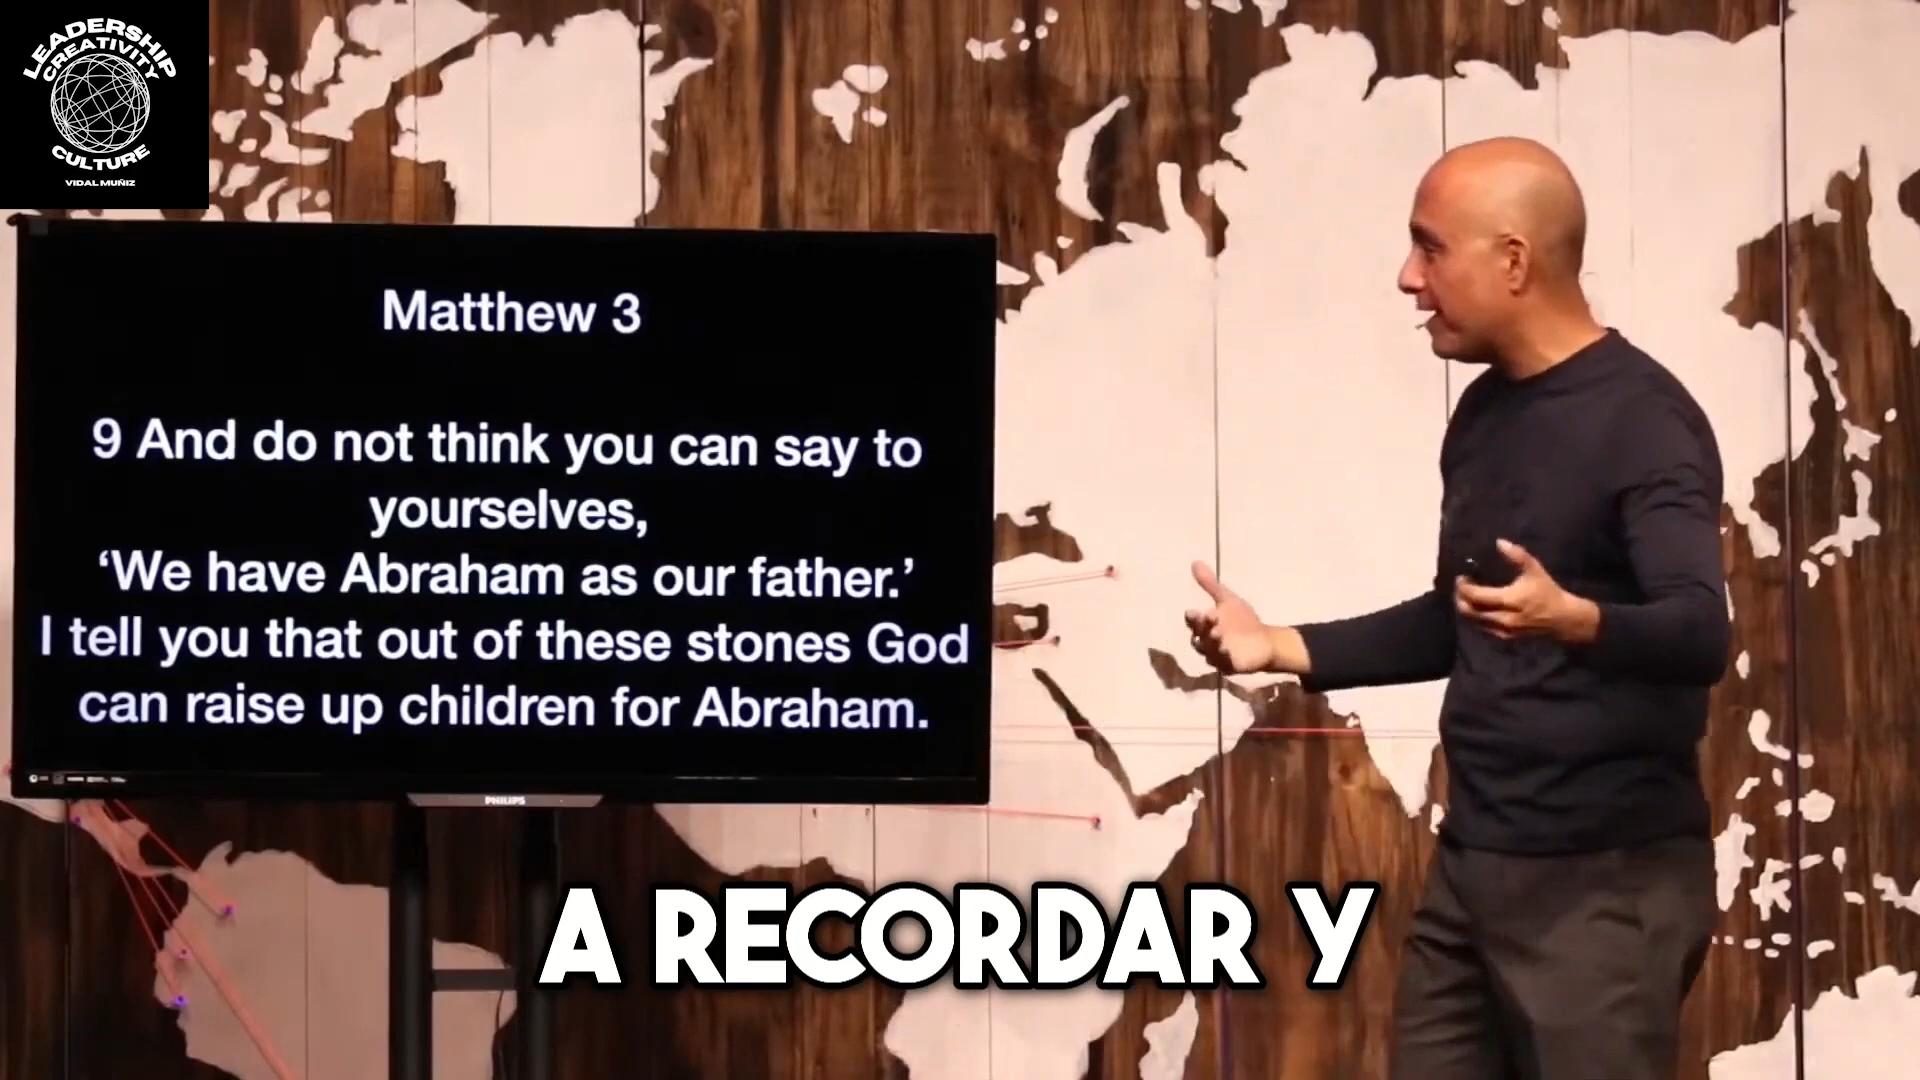 LEADERSHIP
CREATIVITY
CULTURE
VIDAL MUÑIZ
Matthew 3
9 And do not think you can say to
yourselves,
‘We have Abraham as our father.’
I tell you that out of these stones God
can raise up children for Abraham.
PHILIPS
A RECORDAR Y